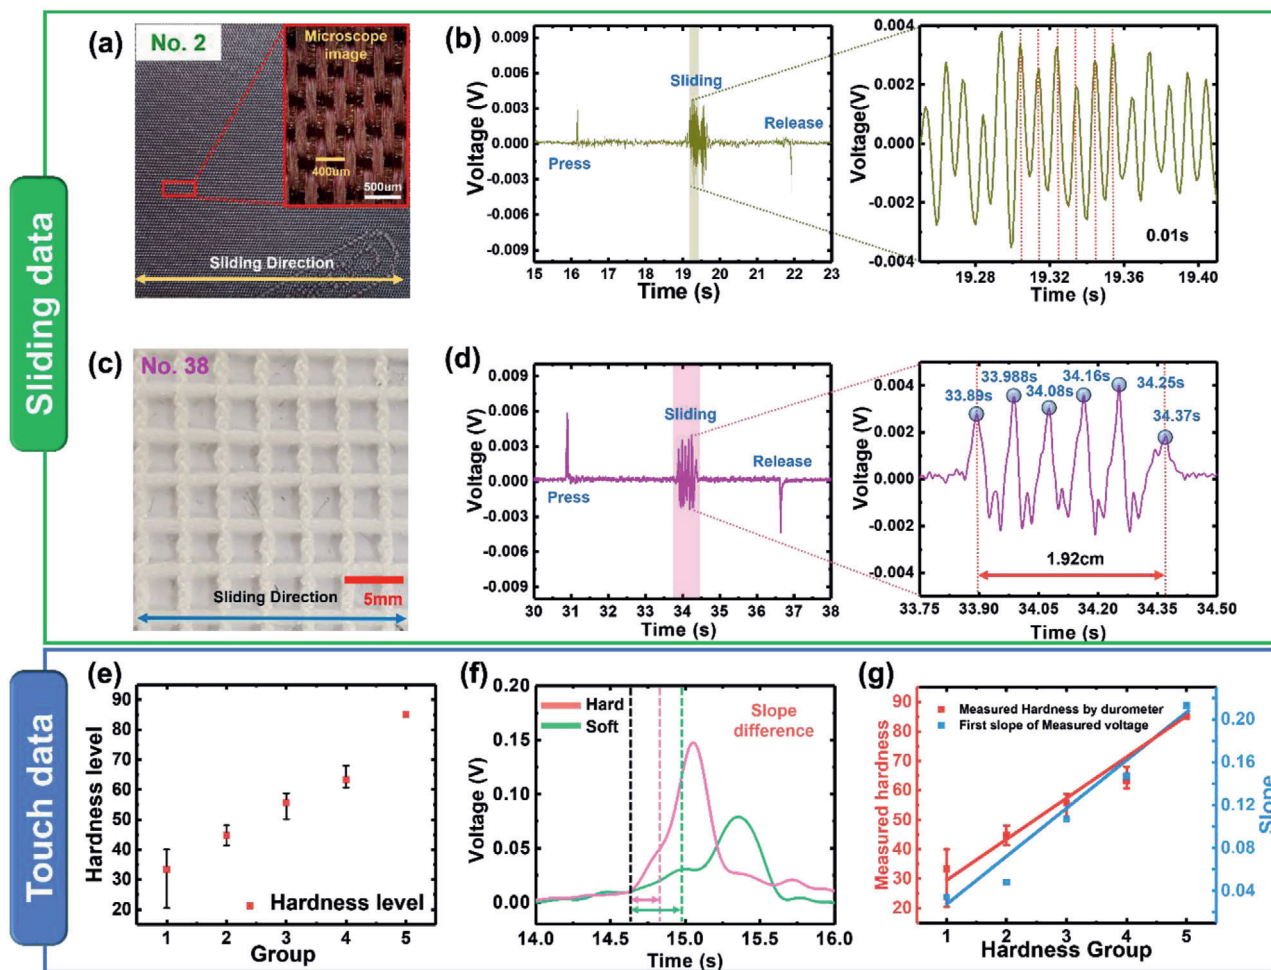 Sliding data
(a)
No. 2
Microscope
image
400um
500um
Sliding Direction
(b)
0.009
0.006
0.003
0.000
-0.003
-0.006
-0.009
Voltage (V)
Press
Sliding
Release
15 16 17 18 19 20 21 22 23
Time (s)
0.004
0.002
0.000
-0.002
-0.004
Voltage(V)
0.01s
19.28 19.32 19.36 19.40
Time (s)
(c)
No. 38
Sliding Direction
5mm
(d)
0.009
0.006
0.003
0.000
-0.003
-0.006
-0.009
Voltage (V)
Press
Sliding
Release
30 31 32 33 34 35 36 37 38
Time (s)
0.004
0.002
0.000
-0.002
-0.004
Voltage (V)
33.89s
33.988s
34.08s
34.16s
34.25s
34.37s
1.92cm
33.75 33.90 34.05 34.20 34.35 34.50
Time (s)
Touch data
(e)
90
80
70
60
50
40
30
20
Hardness level
Hardness level
1 2 3 4 5
Group
(f)
0.20
0.15
0.10
0.05
0.00
Voltage (V)
Hard
Soft
Slope
difference
14.0 14.5 15.0 15.5 16.0
Time (s)
(g)
90
80
70
60
50
40
30
20
Measured hardness
Measured Hardness by durometer
First slope of Measured voltage
0.20
0.16
0.12
0.08
0.04
Slope
1 2 3 4 5
Hardness Group